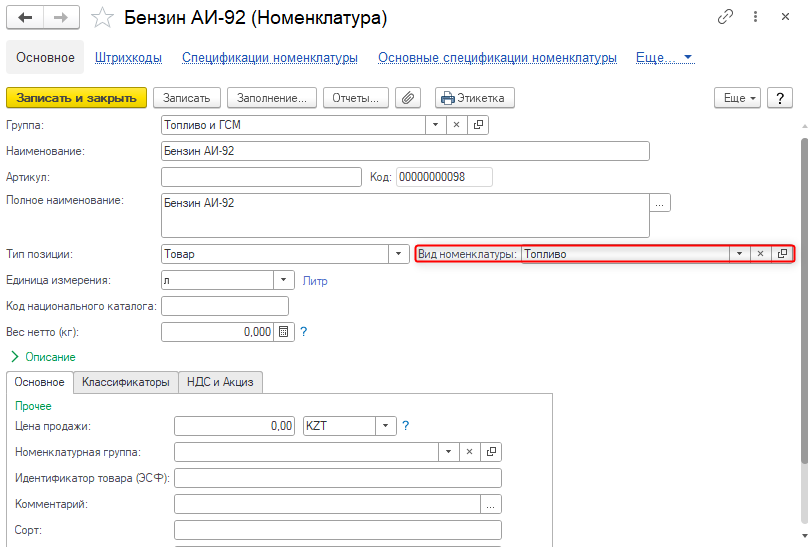 Бензин АИ-92 (Номенклатура)
Основное Штрихкоды Спецификации номенклатуры Основные спецификации номенклатуры Еще...
Записать и закрыть Записать Заполнение... Отчеты... Этикетка Еще ?
Группа: Топливо и ГСМ
Наименование: Бензин АИ-92
Артикул: Код: 00000000098
Полное наименование: Бензин АИ-92 ...
Тип позиции: Товар Вид номенклатуры: Топливо
Единица измерения: л Литр
Код национального каталога:
Вес нетто (кг): 0,000 ?
Описание
Основное Классификаторы НДС и Акциз
Прочее
Цена продажи: 0,00 KZT ?
Номенклатурная группа:
Идентификатор товара (ЭСФ):
Комментарий: ...
Сорт: